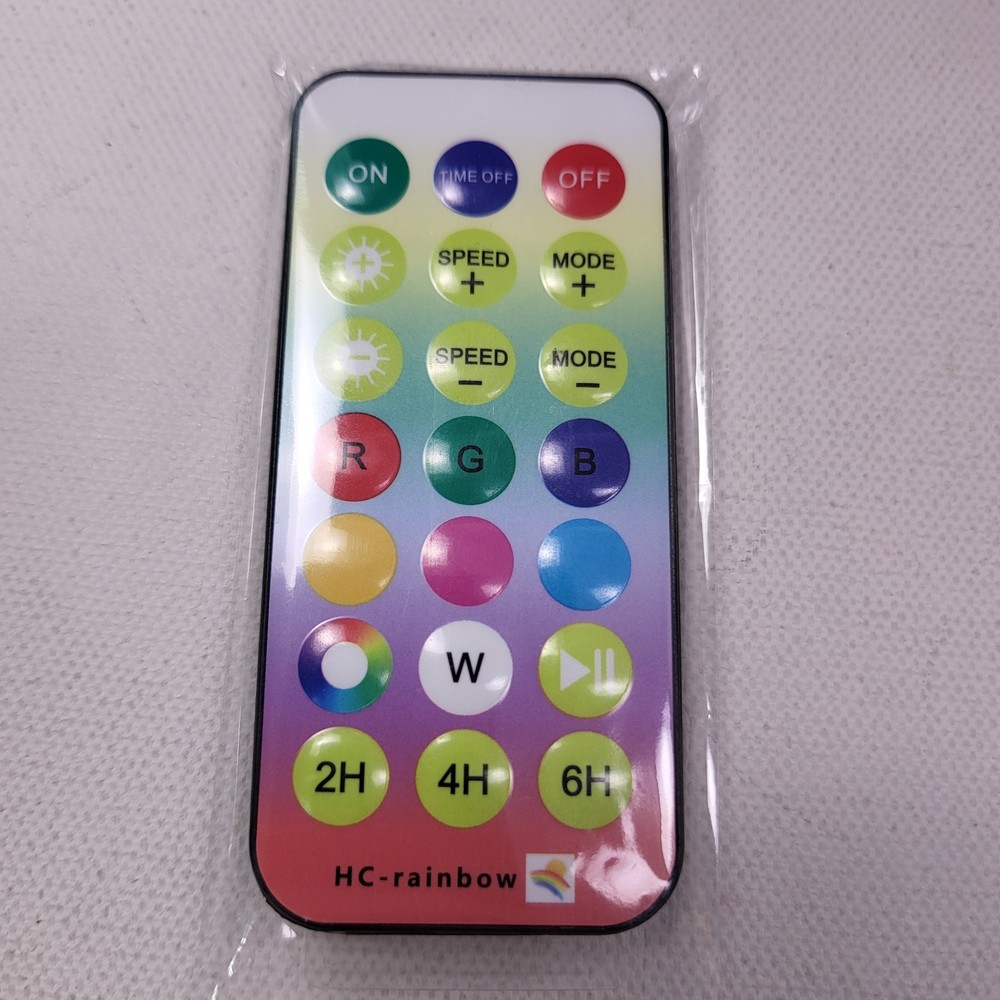 ON TIME OFF OFF
SPEED + MODE +
SPEED - MODE -
R G B
W
2H 4H 6H
HC-rainbow